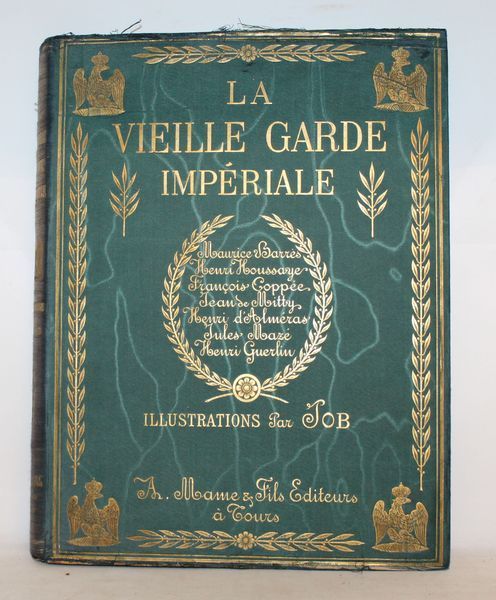 LA
VIEILLE GARDE
IMPÉRIALE
Maurice Barrès
Henri Houssaye
François Coppée
Jean de Mitty
Henri d'Alméras
Jules Mazé
Henri Guerlin
ILLUSTRATIONS Par JOB
A. Mame & Fils Editeurs
à Tours